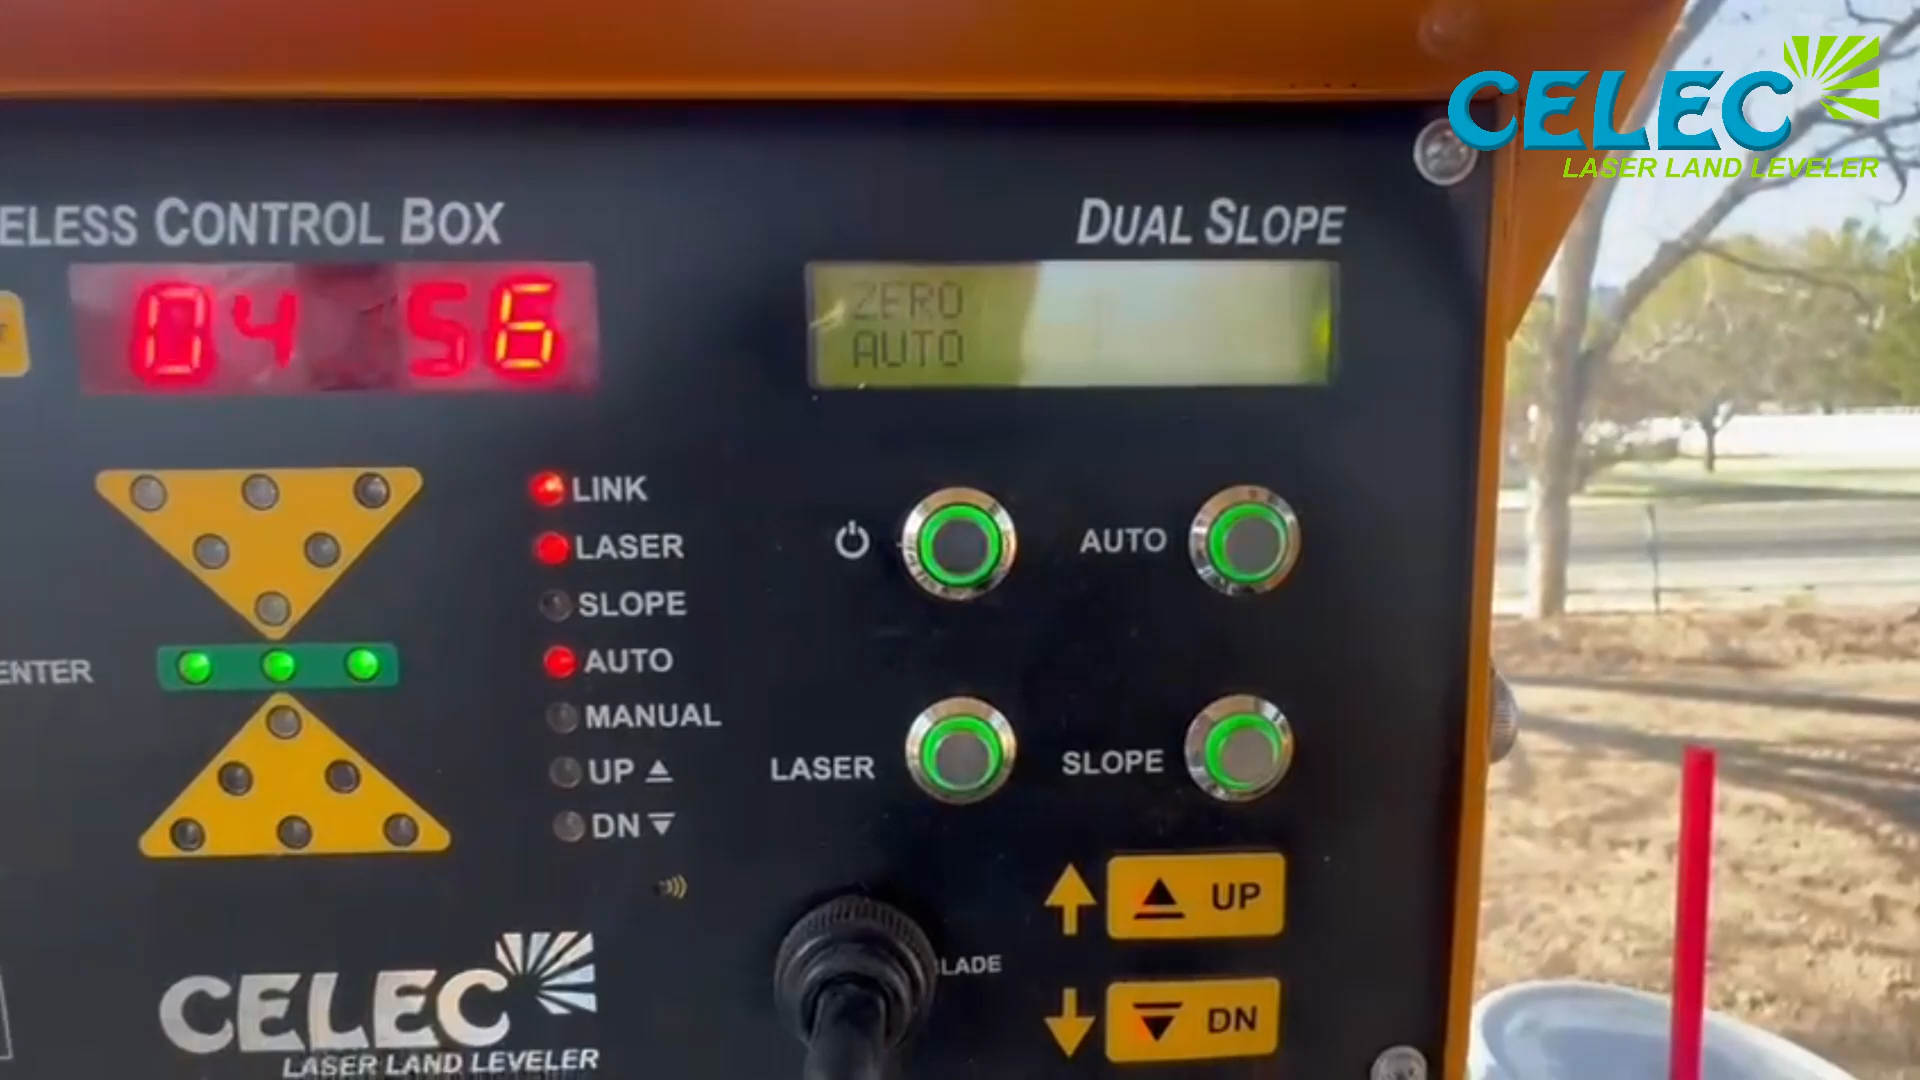 CELEC
LASER LAND LEVELER
ELESS CONTROL BOX
DUAL SLOPE
04 56
ZERO
AUTO
LINK
LASER
SLOPE
AUTO
MANUAL
UP
DN
ENTER
AUTO
LASER
SLOPE
LADE
UP
DN
CELEC
LASER LAND LEVELER